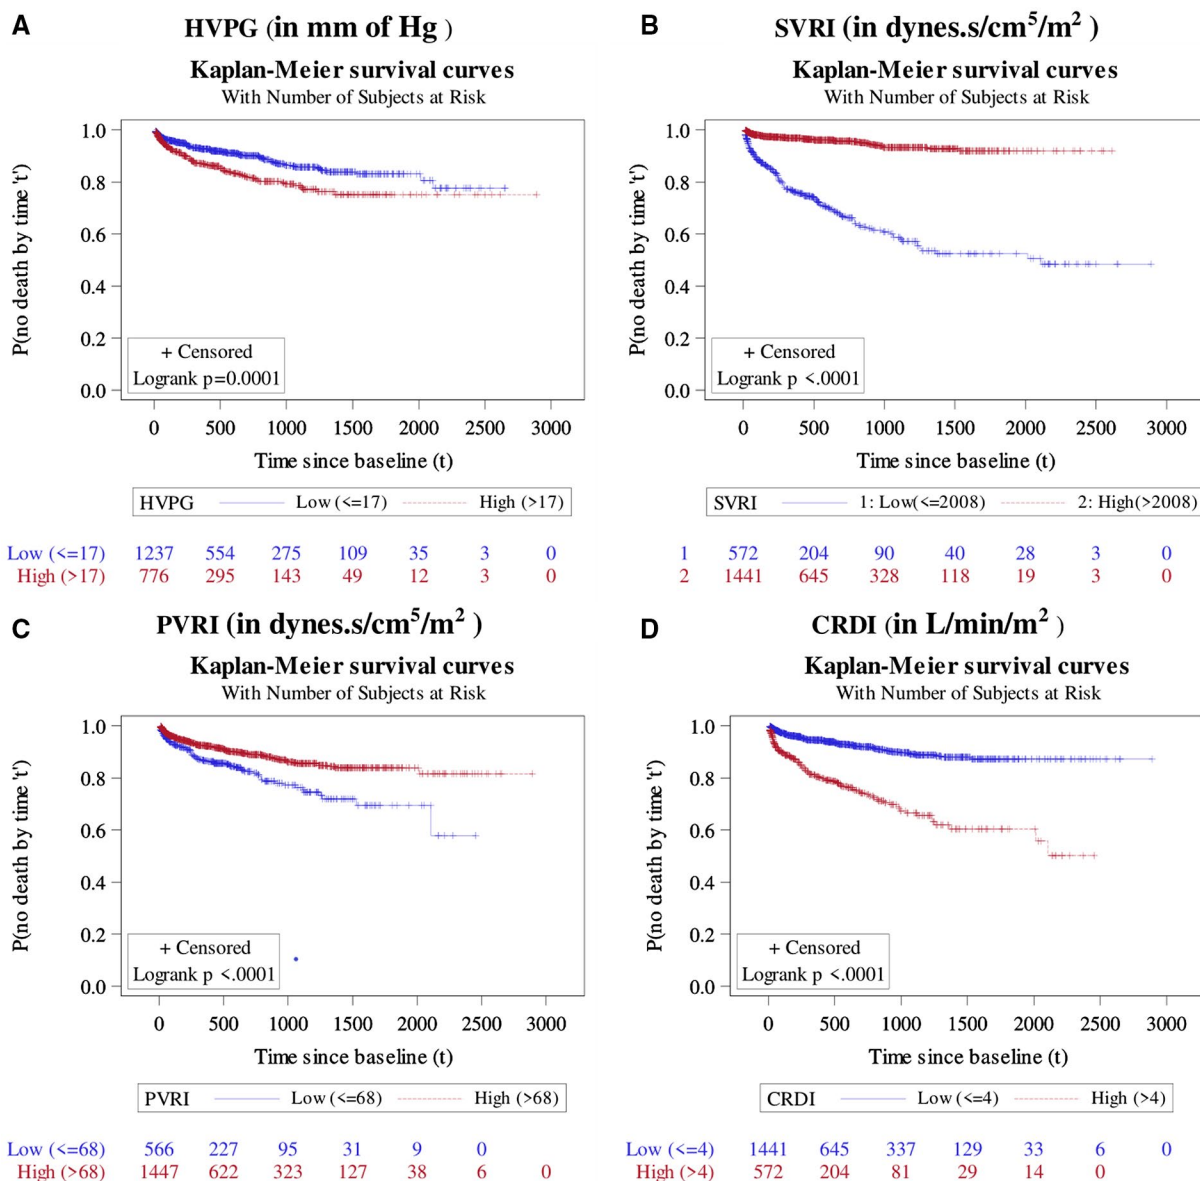 A
HVPG (in mm of Hg )
Kaplan-Meier survival curves
With Number of Subjects at Risk
P(no death by time 't')
1.0
0.8
0.6
0.4
0.2
0.0
+ Censored
Logrank p=0.0001
0 500 1000 1500 2000 2500 3000
Time since baseline (t)
HVPG Low (<=17) High (>17)
Low (<=17) 1237 554 275 109 35 3 0
High (>17) 776 295 143 49 12 3 0
B
SVRI (in dynes.s/cm5/m2 )
Kaplan-Meier survival curves
With Number of Subjects at Risk
P(no death by time 't')
1.0
0.8
0.6
0.4
0.2
0.0
+ Censored
Logrank p <.0001
0 500 1000 1500 2000 2500 3000
Time since baseline (t)
SVRI 1: Low(<=2008) 2: High(>2008)
1 572 204 90 40 28 3 0
2 1441 645 328 118 19 3 0
C
PVRI (in dynes.s/cm5/m2 )
Kaplan-Meier survival curves
With Number of Subjects at Risk
P(no death by time 't')
1.0
0.8
0.6
0.4
0.2
0.0
+ Censored
Logrank p <.0001
0 500 1000 1500 2000 2500 3000
Time since baseline (t)
PVRI Low (<=68) High (>68)
Low (<=68) 566 227 95 31 9 0
High (>68) 1447 622 323 127 38 6 0
D
CRDI (in L/min/m2 )
Kaplan-Meier survival curves
With Number of Subjects at Risk
P(no death by time 't')
1.0
0.8
0.6
0.4
0.2
0.0
+ Censored
Logrank p <.0001
0 500 1000 1500 2000 2500 3000
Time since baseline (t)
CRDI Low (<=4) High (>4)
Low (<=4) 1441 645 337 129 33 6 0
High (>4) 572 204 81 29 14 0